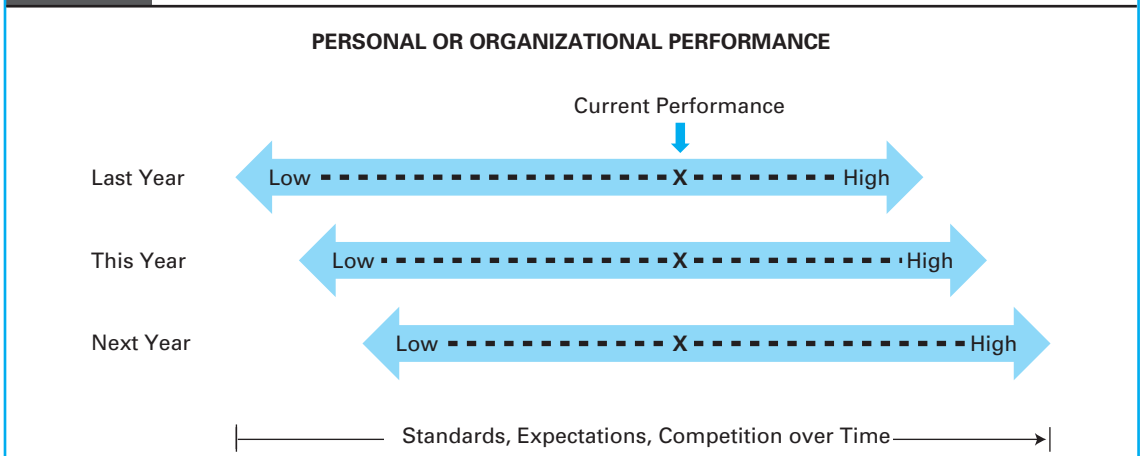 PERSONAL OR ORGANIZATIONAL PERFORMANCE
Current Performance
Last Year Low X High
This Year Low X High
Next Year Low X High
Standards, Expectations, Competition over Time